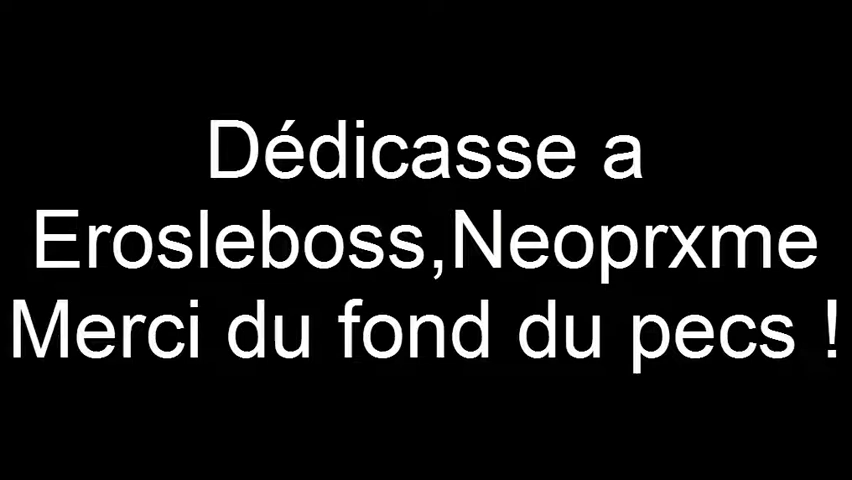 Dédicasse a
Erosleboss,Neoprxme
Merci du fond du pecs !